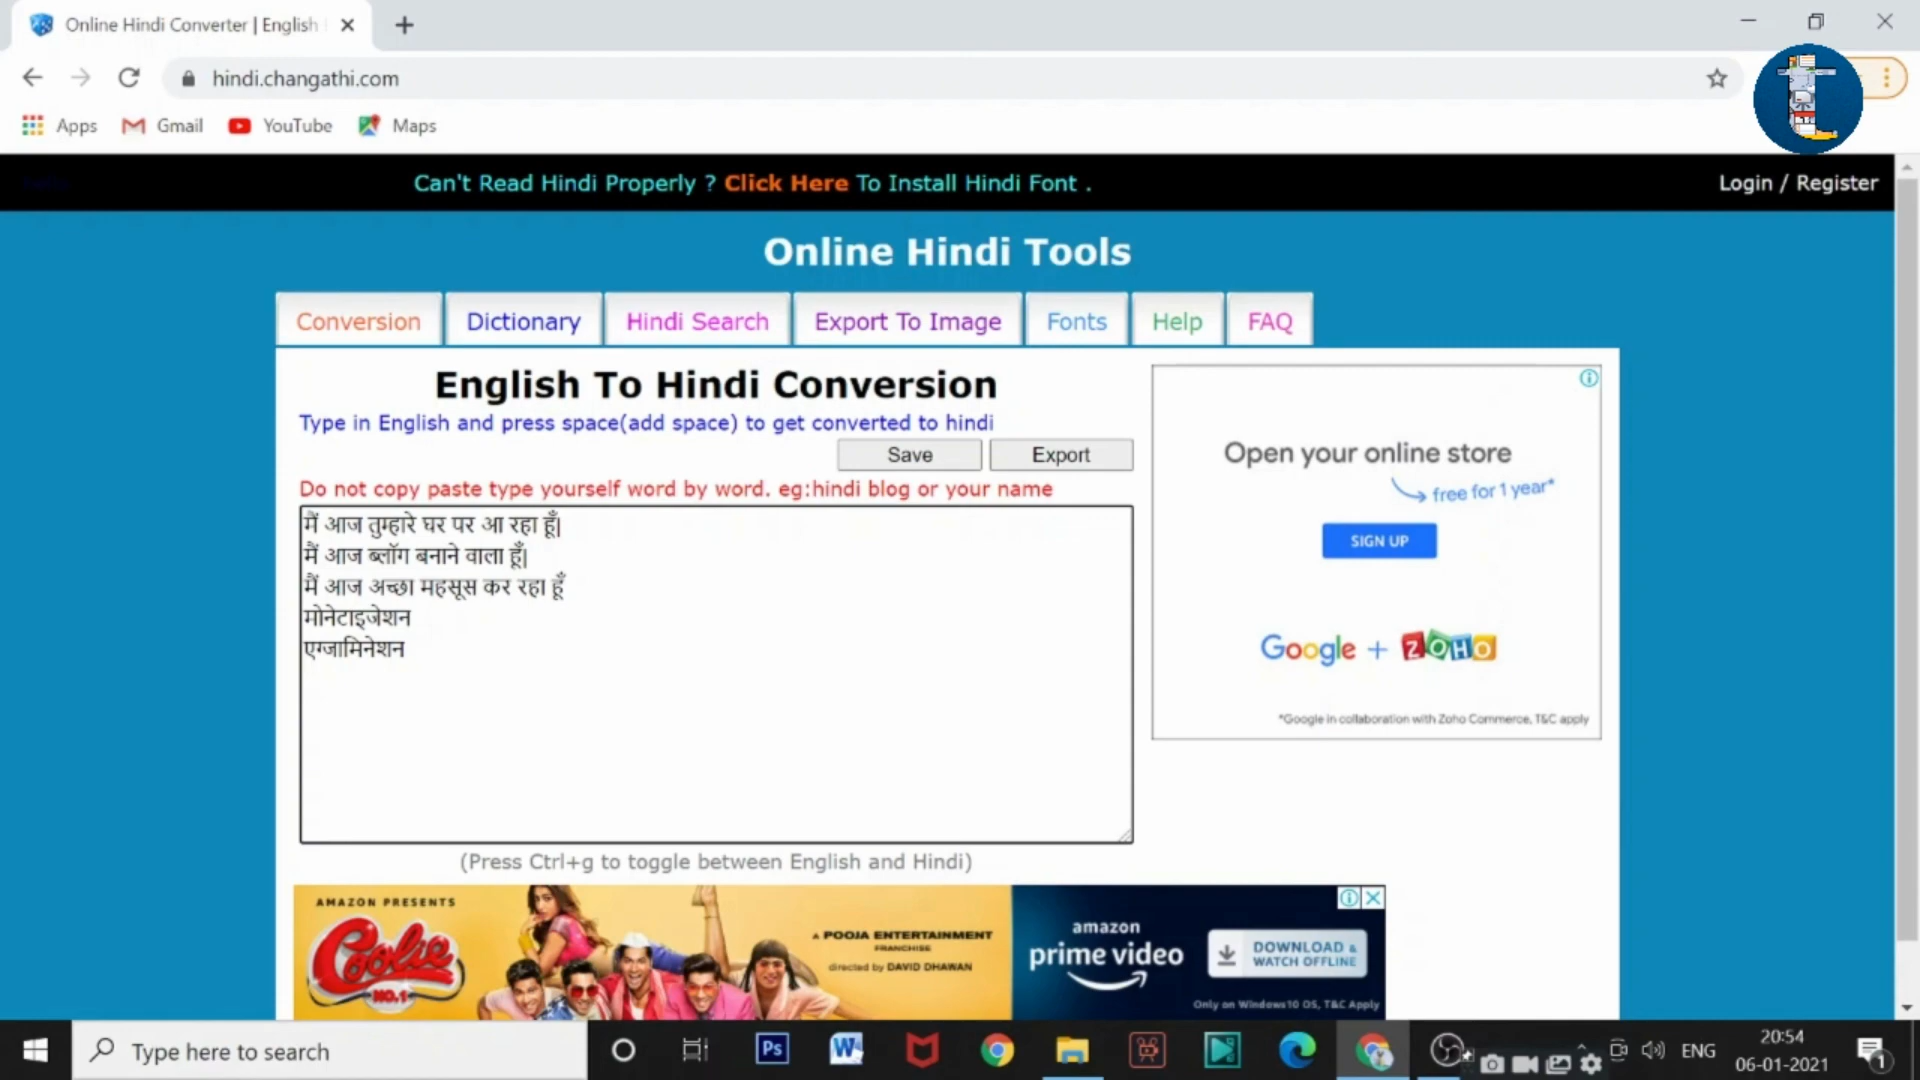 Online Hindi Converter | English
hindi.changathi.com
Apps Gmail YouTube Maps
Can't Read Hindi Properly ? Click Here To Install Hindi Font .
Login / Register
Online Hindi Tools
Conversion Dictionary Hindi Search Export To Image Fonts Help FAQ
English To Hindi Conversion
Type in English and press space(add space) to get converted to hindi
Save Export
Do not copy paste type yourself word by word. eg:hindi blog or your name
मैं आज तुम्हारे घर पर आ रहा हूँ|
मैं आज ब्लॉग बनाने वाला हूँ|
मैं आज अच्छा महसूस कर रहा हूँ
मोनेटाइजेशन
एग्जामिनेशन
(Press Ctrl+g to toggle between English and Hindi)
Open your online store
free for 1 year*
SIGN UP
Google + ZOHO
*Google in collaboration with Zoho Commerce, T&C apply
AMAZON PRESENTS
Coolie
NO.1
A POOJA ENTERTAINMENT
FRANCHISE
directed by DAVID DHAWAN
amazon
prime video
DOWNLOAD &
WATCH OFFLINE
Only on Windows10 OS, T&C Apply
Type here to search
Ps
W
ENG
20:54
06-01-2021
1